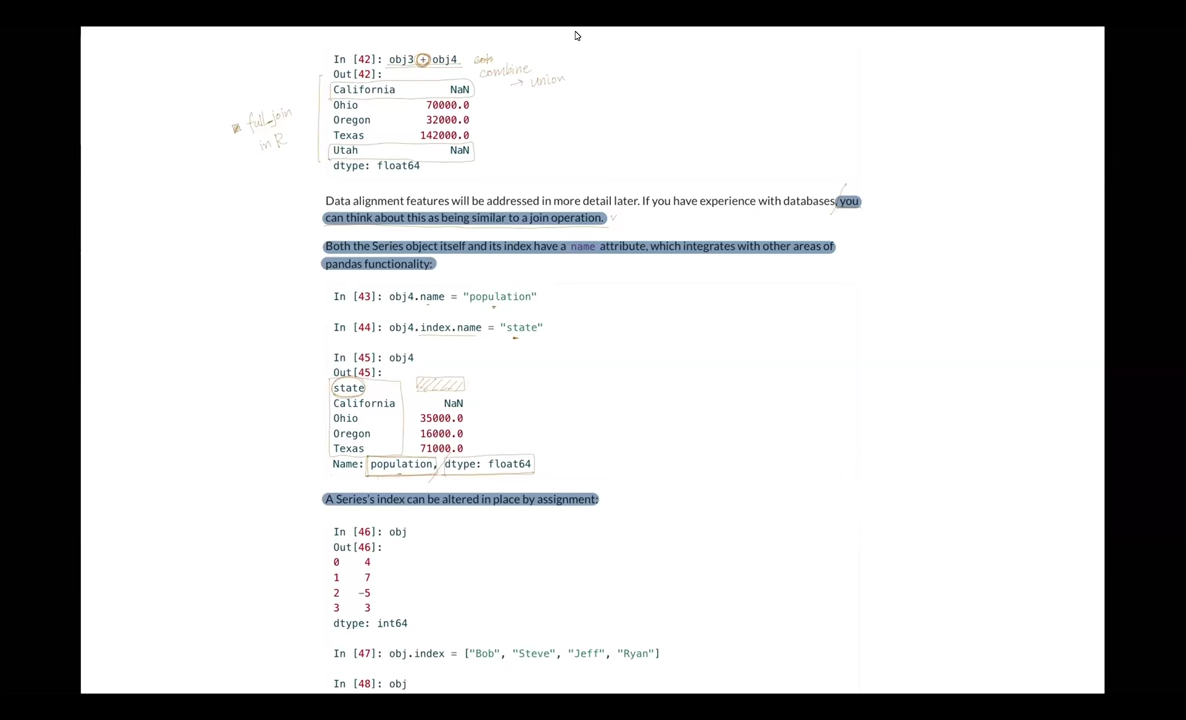 In [42]: obj3 + obj4
combine
→ union
Out[42]:
California NaN
Ohio 70000.0
Oregon 32000.0
Texas 142000.0
Utah NaN
dtype: float64
full_join
in R
Data alignment features will be addressed in more detail later. If you have experience with databases, you
can think about this as being similar to a join operation.
Both the Series object itself and its index have a name attribute, which integrates with other areas of
pandas functionality:
In [43]: obj4.name = "population"
In [44]: obj4.index.name = "state"
In [45]: obj4
Out[45]:
state
California NaN
Ohio 35000.0
Oregon 16000.0
Texas 71000.0
Name: population, dtype: float64
A Series's index can be altered in place by assignment:
In [46]: obj
Out[46]:
0 4
1 7
2 -5
3 3
dtype: int64
In [47]: obj.index = ["Bob", "Steve", "Jeff", "Ryan"]
In [48]: obj